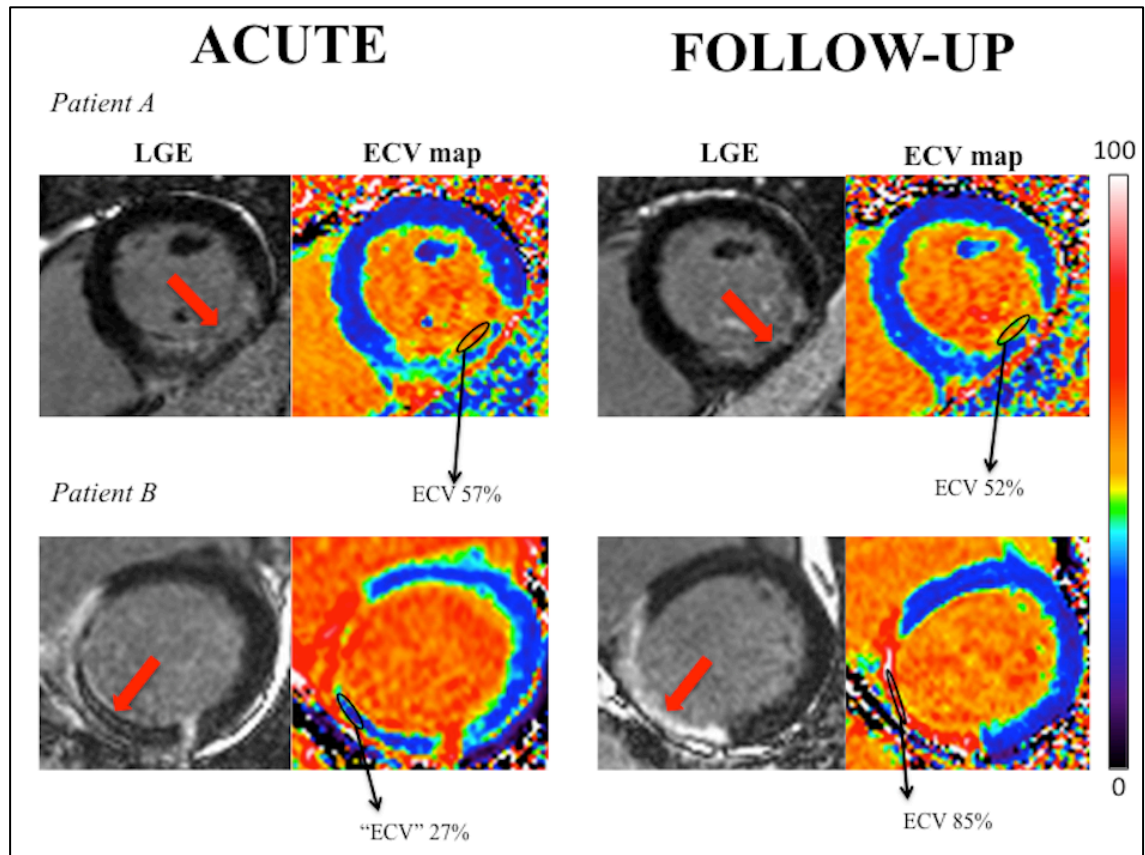 ACUTE FOLLOW-UP
Patient A
LGE ECV map LGE ECV map
100
ECV 57% ECV 52%
Patient B
0
“ECV” 27% ECV 85%